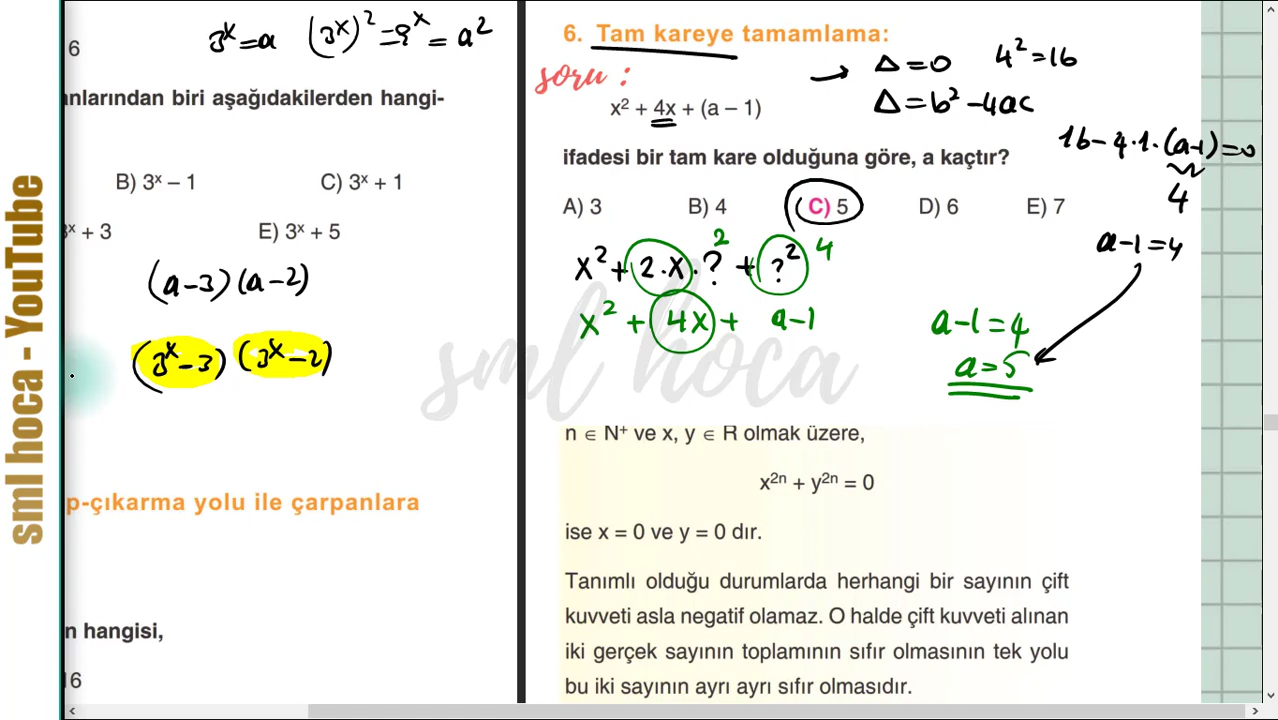 sml hoca - YouTube
6
3ˣ=a (3ˣ)²=9ˣ=a²
anlarından biri aşağıdakilerden hangi-
B) 3ˣ – 1 C) 3ˣ + 1
3ˣ + 3 E) 3ˣ + 5
(a-3)(a-2)
(3ˣ-3)(3ˣ-2)
p-çıkarma yolu ile çarpanlara
n hangisi,
16
6. Tam kareye tamamlama:
soru :
→ Δ=0 4²=16
Δ=b²-4ac
x² + 4x + (a – 1)
16-4·1·(a-1)=0
4
ifadesi bir tam kare olduğuna göre, a kaçtır?
A) 3 B) 4 C) 5 D) 6 E) 7
a-1=4
x²+2·x·?+?²
2 4
x² + 4x + a-1
a-1=4
a=5
sml hoca
n ∈ N⁺ ve x, y ∈ R olmak üzere,
x²ⁿ + y²ⁿ = 0
ise x = 0 ve y = 0 dır.
Tanımlı olduğu durumlarda herhangi bir sayının çift
kuvveti asla negatif olamaz. O halde çift kuvveti alınan
iki gerçek sayının toplamının sıfır olmasının tek yolu
bu iki sayının ayrı ayrı sıfır olmasıdır.